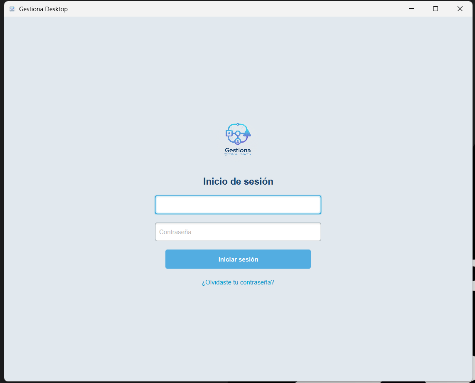 Gestiona Desktop
Gestiona
Inicio de sesión
Contraseña
Iniciar sesión
¿Olvidaste tu contraseña?